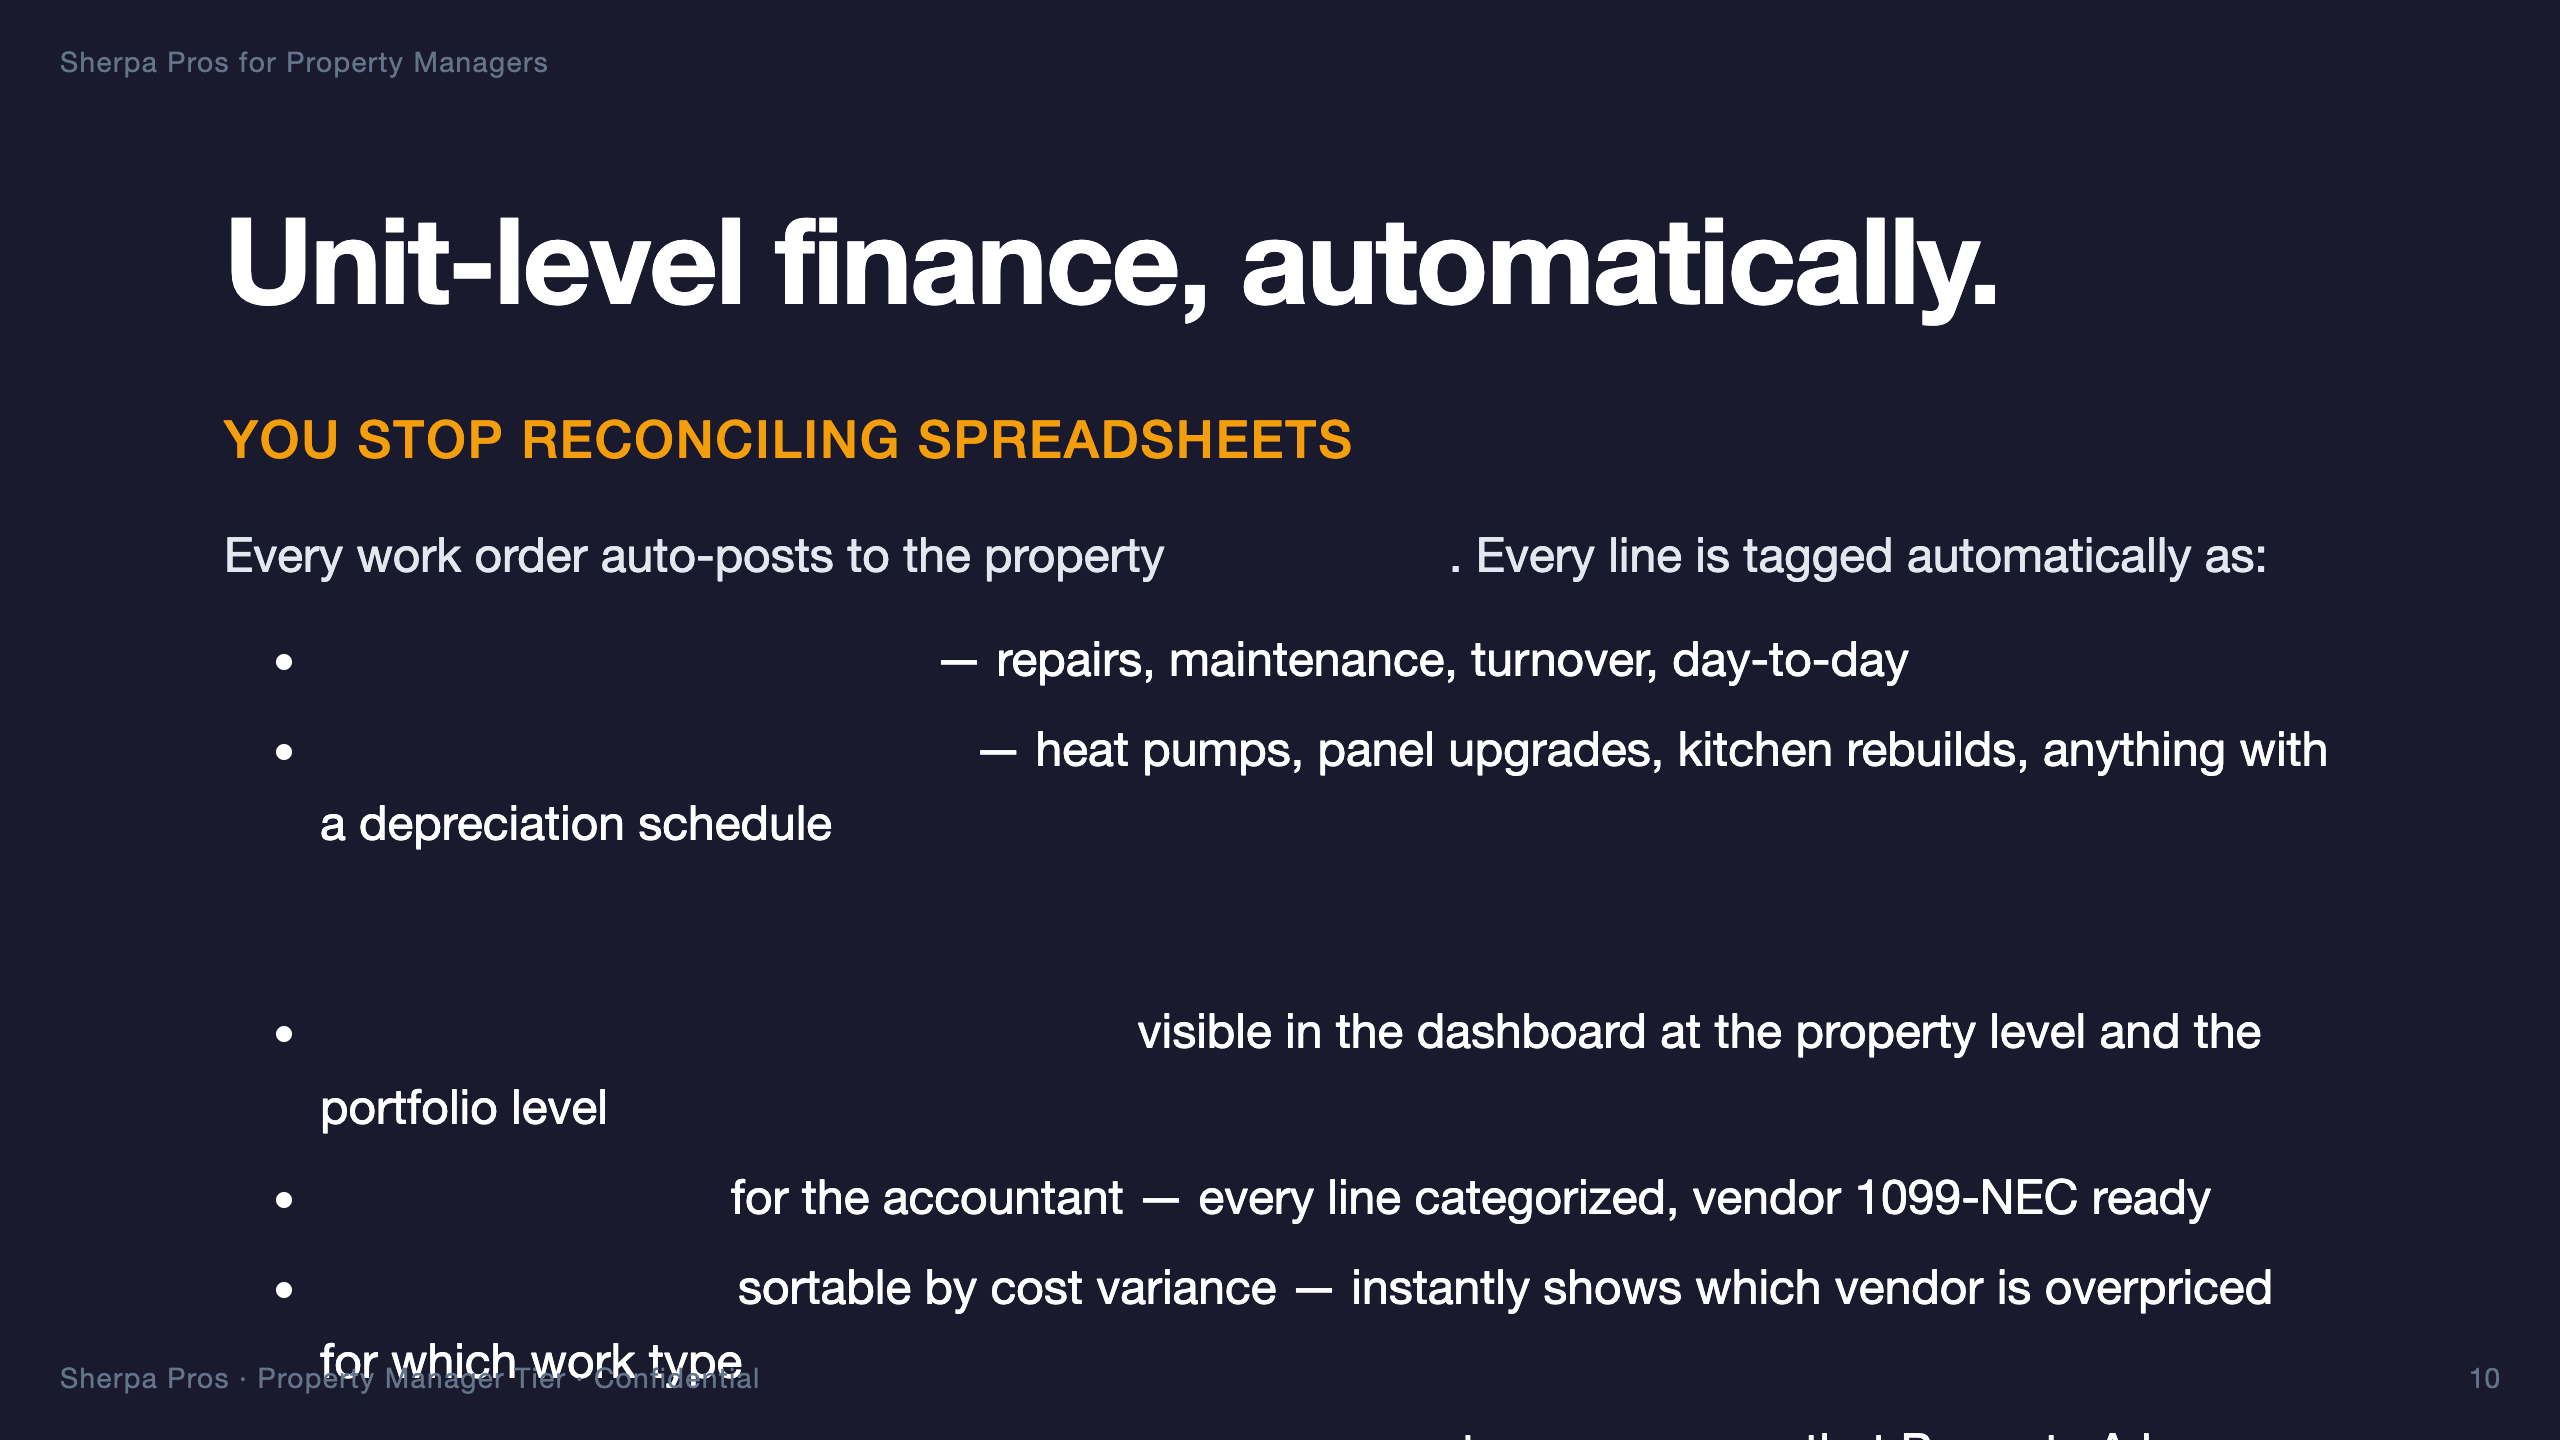 Sherpa Pros for Property Managers
Unit-level finance, automatically.
YOU STOP RECONCILING SPREADSHEETS
Every work order auto-posts to the property . Every line is tagged automatically as:
• — repairs, maintenance, turnover, day-to-day
• — heat pumps, panel upgrades, kitchen rebuilds, anything with
a depreciation schedule
• visible in the dashboard at the property level and the
portfolio level
• for the accountant — every line categorized, vendor 1099-NEC ready
• sortable by cost variance — instantly shows which vendor is overpriced
for which work type
Sherpa Pros · Property Manager Tier · Confidential
10
that